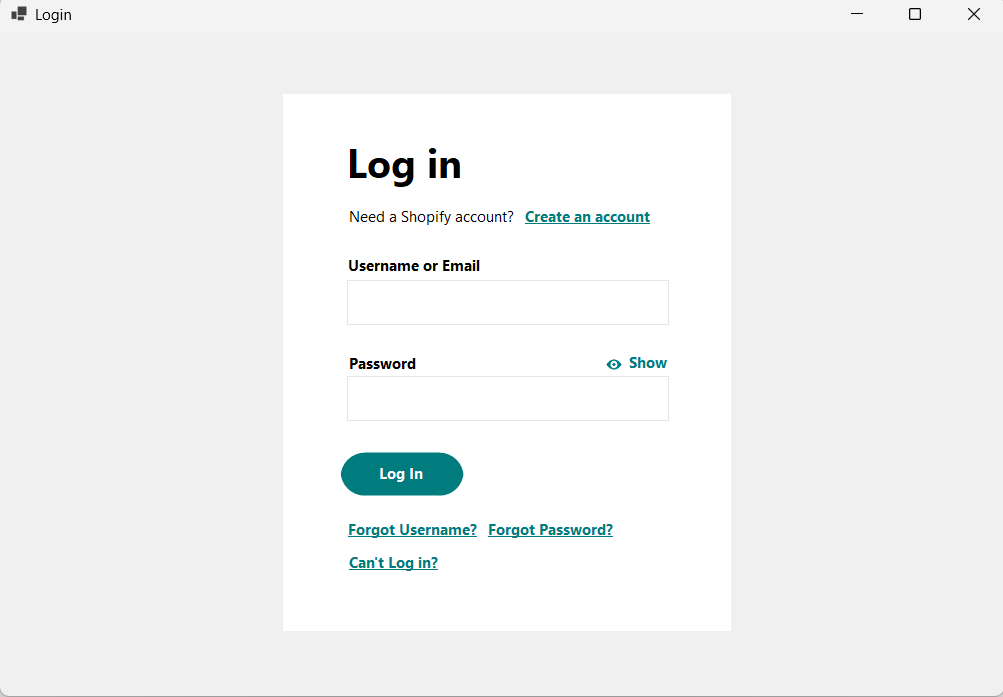 Login
Log in
Need a Shopify account? Create an account
Username or Email
Password Show
Log In
Forgot Username? Forgot Password?
Can't Log in?